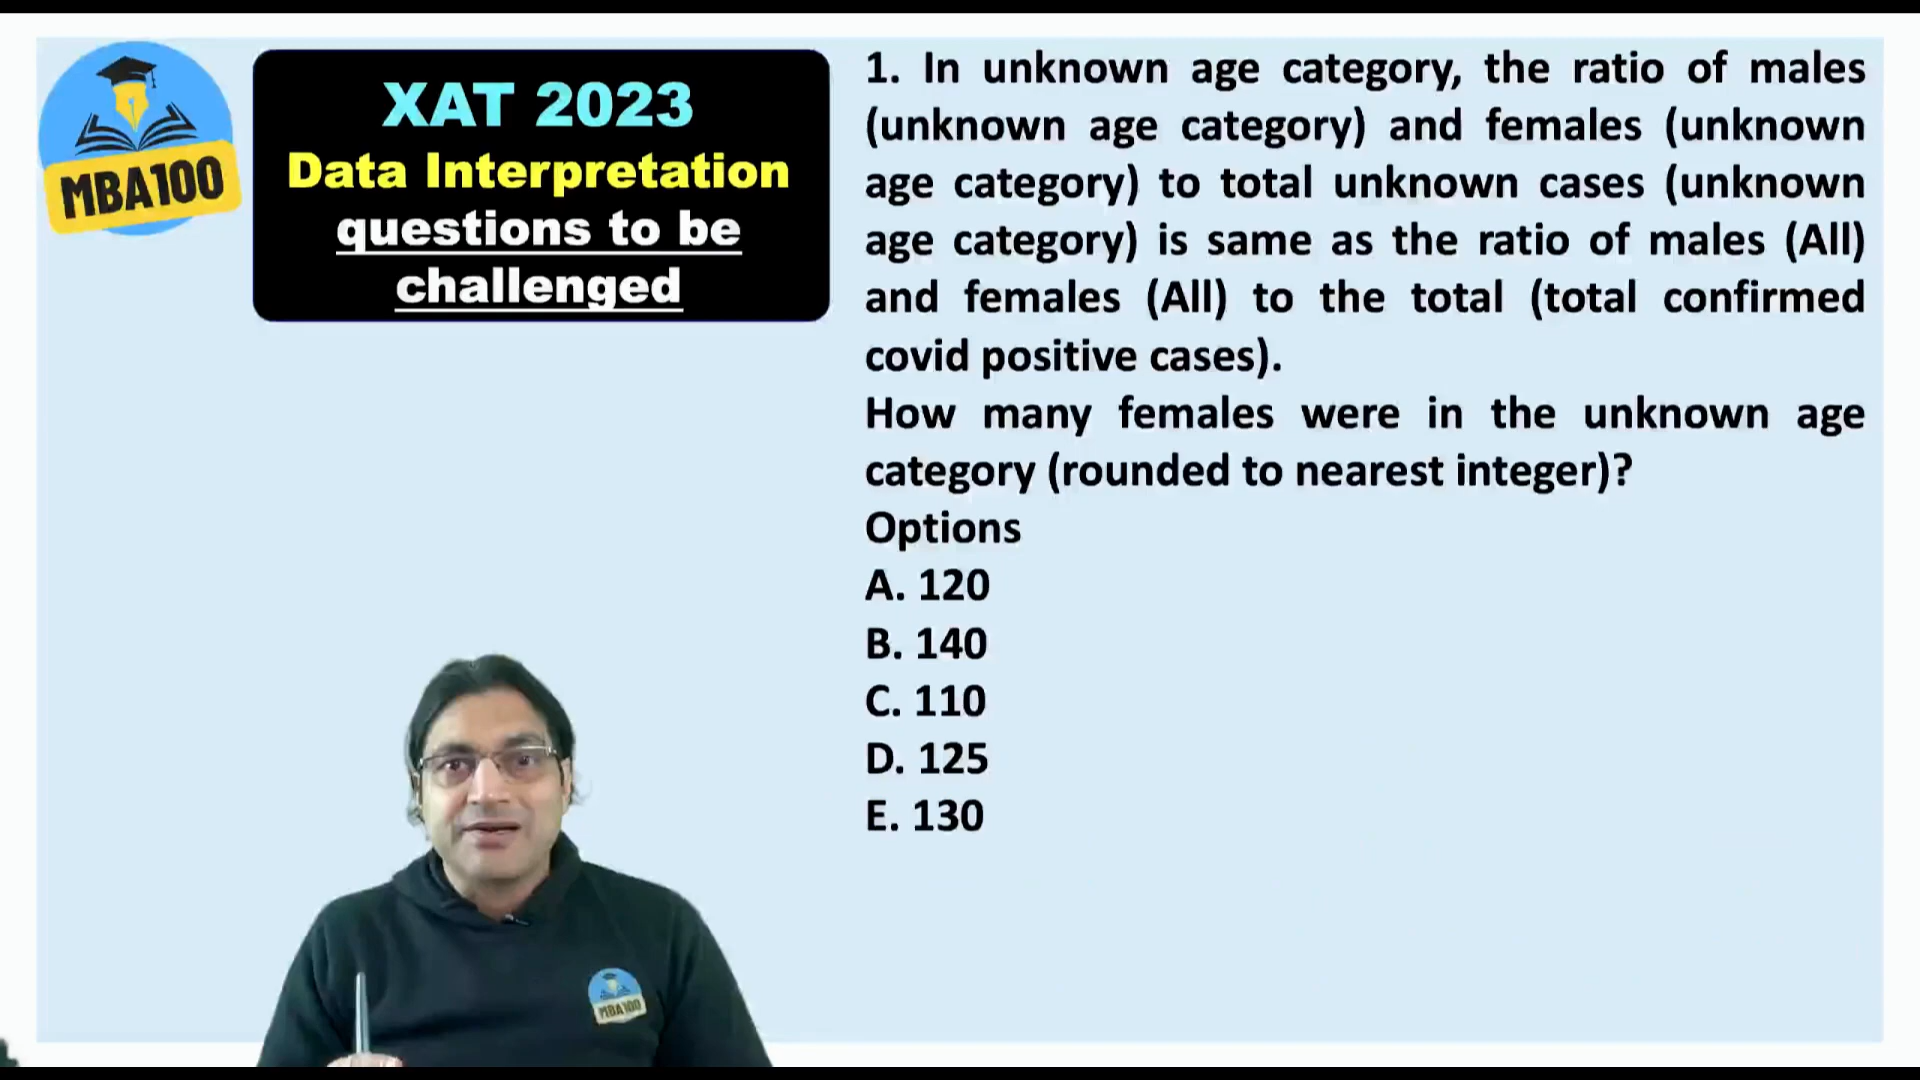 MBA100
XAT 2023
Data Interpretation
questions to be
challenged
1. In unknown age category, the ratio of males
(unknown age category) and females (unknown
age category) to total unknown cases (unknown
age category) is same as the ratio of males (All)
and females (All) to the total (total confirmed
covid positive cases).
How many females were in the unknown age
category (rounded to nearest integer)?
Options
A. 120
B. 140
C. 110
D. 125
E. 130
MBA100